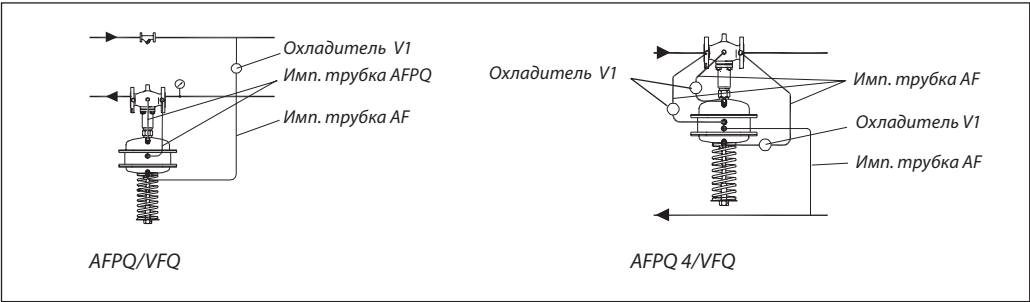 Охладитель V1
Имп. трубка AFPQ
Имп. трубка AF
AFPQ/VFQ
Охладитель V1
Имп. трубка AF
Охладитель V1
Имп. трубка AF
AFPQ 4/VFQ